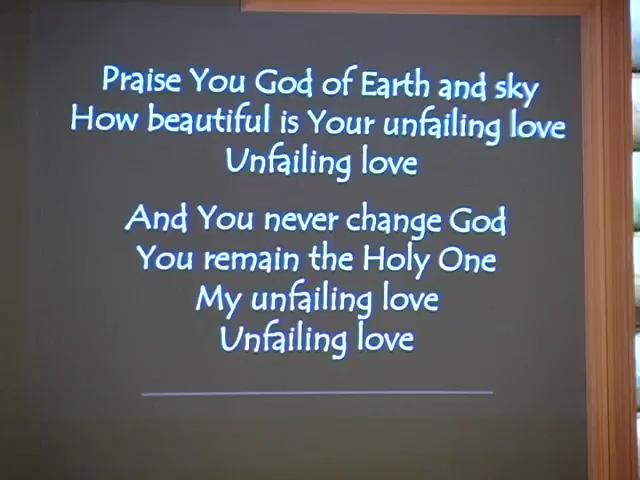 Praise You God of Earth and sky
How beautiful is Your unfailing love
Unfailing love
And You never change God
You remain the Holy One
My unfailing love
Unfailing love